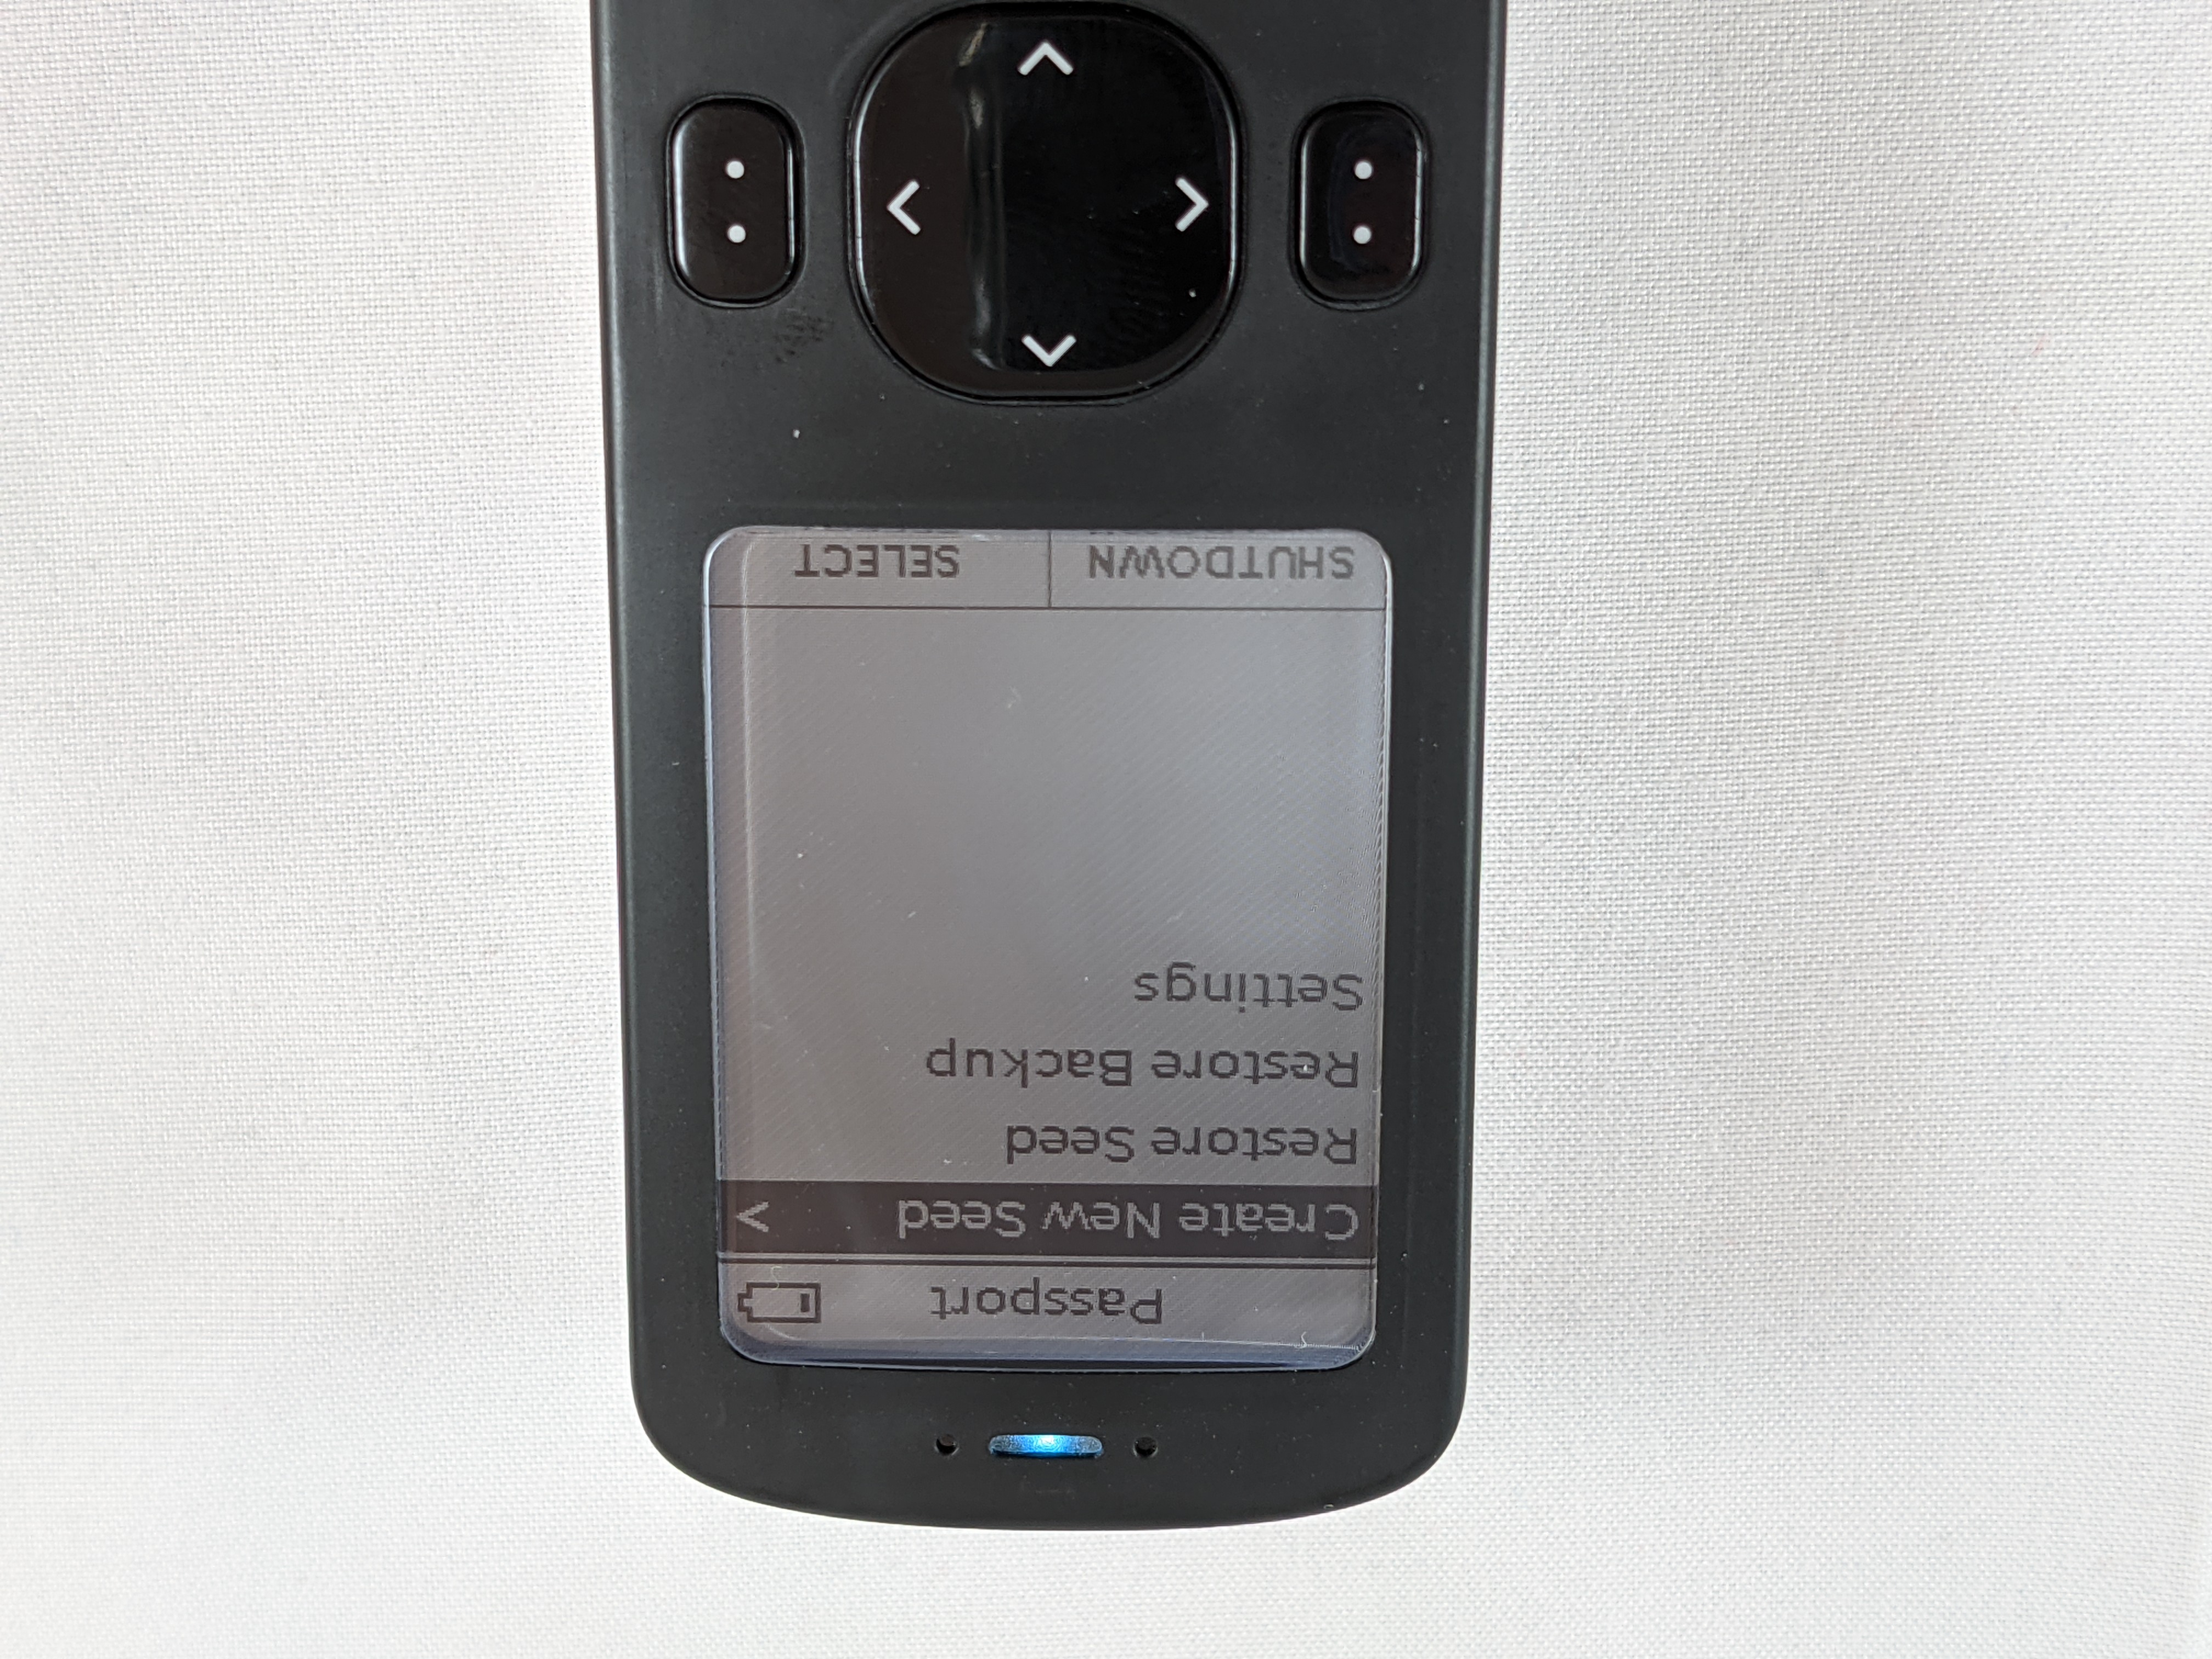 Passport
Create New Seed >
Restore Seed
Restore Backup
Settings
SHUTDOWN SELECT